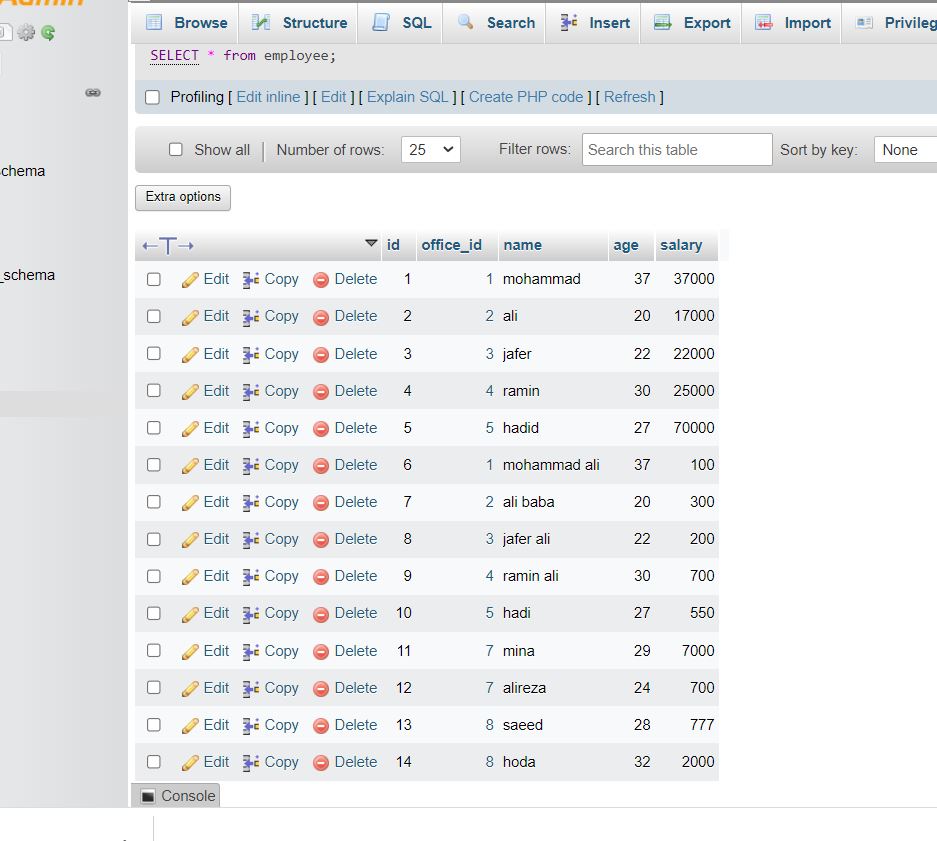 Browse Structure SQL Search Insert Export Import
SELECT * from employee;
Profiling [ Edit inline ] [ Edit ] [ Explain SQL ] [ Create PHP code ] [ Refresh ]
Show all Number of rows: 25 Filter rows: Search this table Sort by key: None
Extra options
←T→ id office_id name age salary
Edit Copy Delete 1 1 mohammad 37 37000
Edit Copy Delete 2 2 ali 20 17000
Edit Copy Delete 3 3 jafer 22 22000
Edit Copy Delete 4 4 ramin 30 25000
Edit Copy Delete 5 5 hadid 27 70000
Edit Copy Delete 6 1 mohammad ali 37 100
Edit Copy Delete 7 2 ali baba 20 300
Edit Copy Delete 8 3 jafer ali 22 200
Edit Copy Delete 9 4 ramin ali 30 700
Edit Copy Delete 10 5 hadi 27 550
Edit Copy Delete 11 7 mina 29 7000
Edit Copy Delete 12 7 alireza 24 700
Edit Copy Delete 13 8 saeed 28 777
Edit Copy Delete 14 8 hoda 32 2000
Console